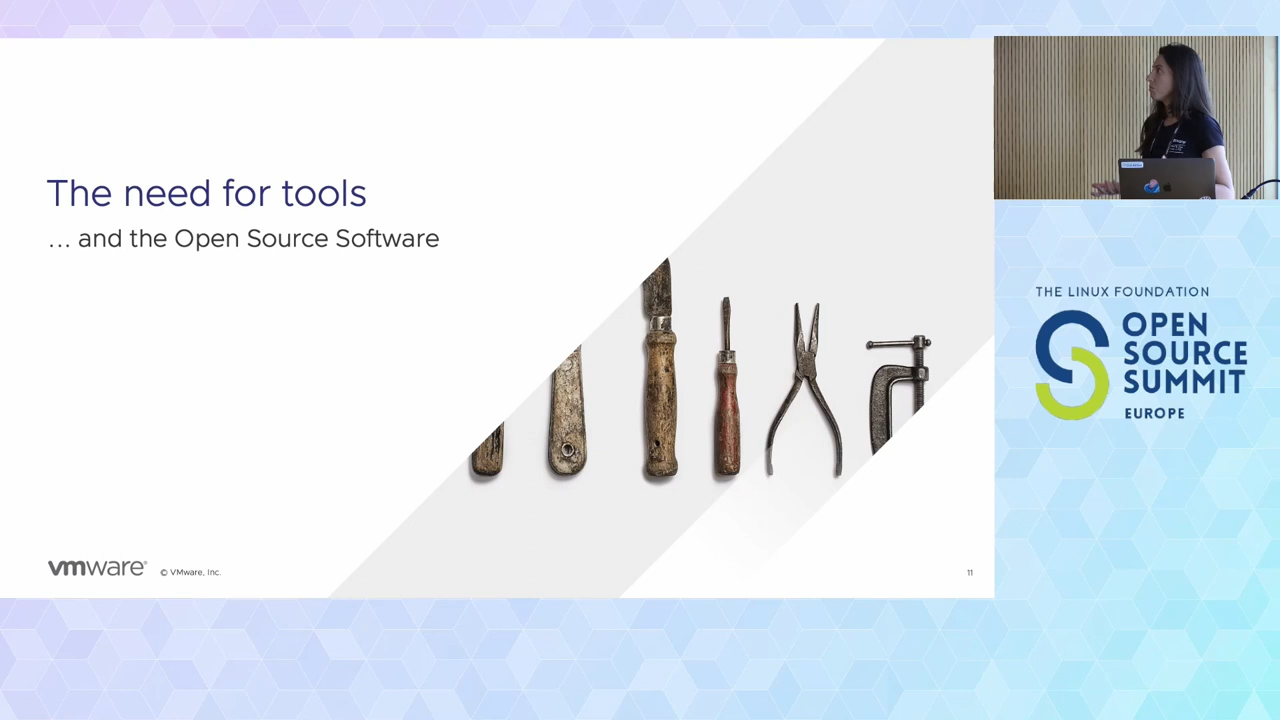 The need for tools
... and the Open Source Software
vmware®
© VMware, Inc.
11
THE LINUX FOUNDATION
OPEN
SOURCE
SUMMIT
EUROPE